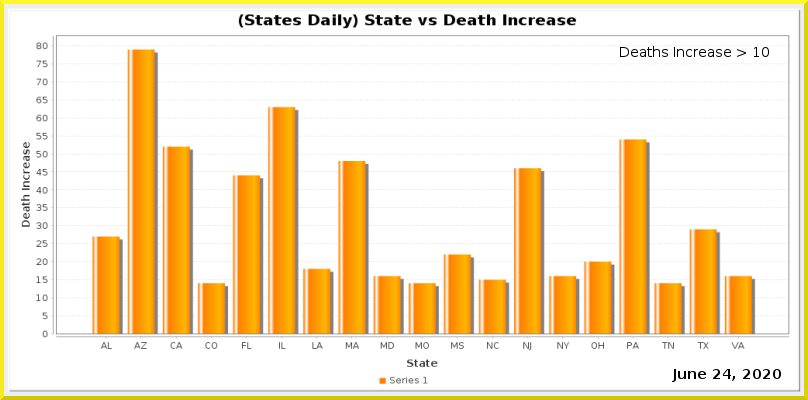 (States Daily) State vs Death Increase
Deaths Increase > 10
Death Increase
80
75
70
65
60
55
50
45
40
35
30
25
20
15
10
5
0
AL AZ CA CO FL IL LA MA MD MO MS NC NJ NY OH PA TN TX VA
State
Series 1
June 24, 2020